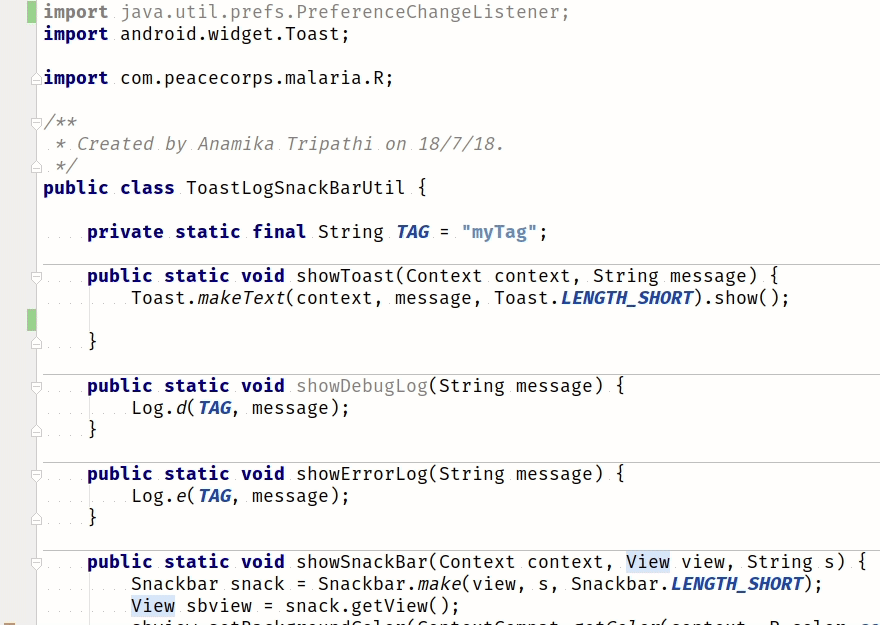 import java.util.prefs.PreferenceChangeListener;
import android.widget.Toast;
import com.peacecorps.malaria.R;
/**
 * Created by Anamika Tripathi on 18/7/18.
 */
public class ToastLogSnackBarUtil {
    private static final String TAG = "myTag";
    public static void showToast(Context context, String message) {
        Toast.makeText(context, message, Toast.LENGTH_SHORT).show();
    }
    public static void showDebugLog(String message) {
        Log.d(TAG, message);
    }
    public static void showErrorLog(String message) {
        Log.e(TAG, message);
    }
    public static void showSnackBar(Context context, View view, String s) {
        Snackbar snack = Snackbar.make(view, s, Snackbar.LENGTH_SHORT);
        View sbview = snack.getView();